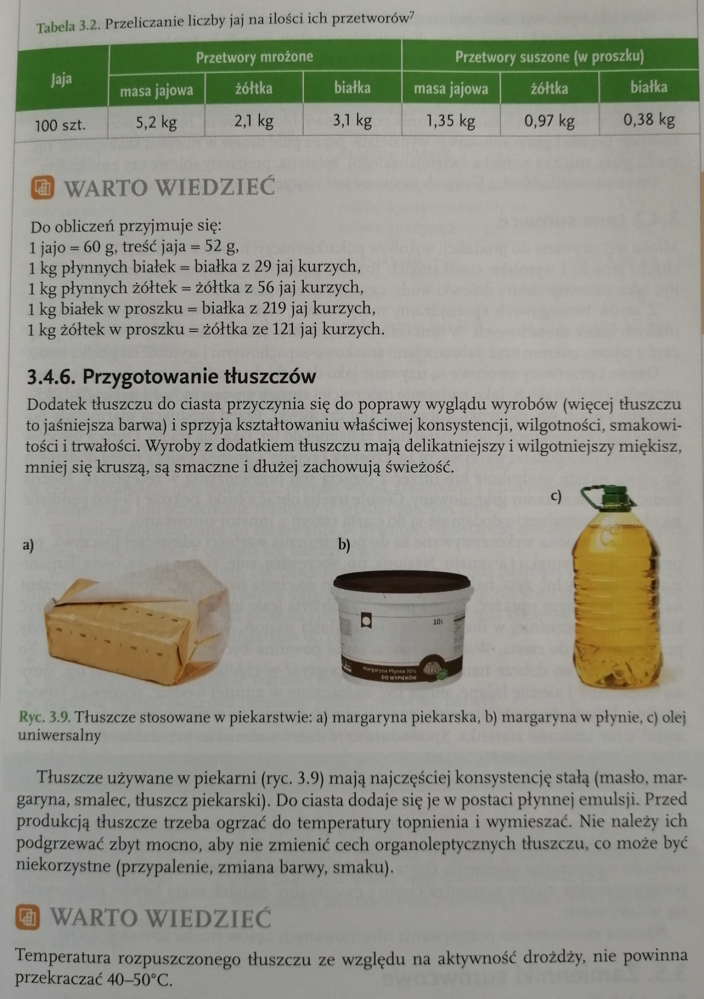 Tabela 3.2. Przeliczanie liczby jaj na ilości ich przetworów⁷
Jaja
Przetwory mrożone
Przetwory suszone (w proszku)
masa jajowa
żółtka
białka
masa jajowa
żółtka
białka
100 szt.
5,2 kg
2,1 kg
3,1 kg
1,35 kg
0,97 kg
0,38 kg
WARTO WIEDZIEĆ
Do obliczeń przyjmuje się:
1 jajo = 60 g, treść jaja = 52 g,
1 kg płynnych białek = białka z 29 jaj kurzych,
1 kg płynnych żółtek = żółtka z 56 jaj kurzych,
1 kg białek w proszku = białka z 219 jaj kurzych,
1 kg żółtek w proszku = żółtka ze 121 jaj kurzych.
3.4.6. Przygotowanie tłuszczów
Dodatek tłuszczu do ciasta przyczynia się do poprawy wyglądu wyrobów (więcej tłuszczu
to jaśniejsza barwa) i sprzyja kształtowaniu właściwej konsystencji, wilgotności, smakowi-
tości i trwałości. Wyroby z dodatkiem tłuszczu mają delikatniejszy i wilgotniejszy miękisz,
mniej się kruszą, są smaczne i dłużej zachowują świeżość.
a)
b)
c)
10l
Margaryna Płynna 70%
DO WYPIEKÓW
Ryc. 3.9. Tłuszcze stosowane w piekarstwie: a) margaryna piekarska, b) margaryna w płynie, c) olej
uniwersalny
Tłuszcze używane w piekarni (ryc. 3.9) mają najczęściej konsystencję stałą (masło, mar-
garyna, smalec, tłuszcz piekarski). Do ciasta dodaje się je w postaci płynnej emulsji. Przed
produkcją tłuszcze trzeba ogrzać do temperatury topnienia i wymieszać. Nie należy ich
podgrzewać zbyt mocno, aby nie zmienić cech organoleptycznych tłuszczu, co może być
niekorzystne (przypalenie, zmiana barwy, smaku).
WARTO WIEDZIEĆ
Temperatura rozpuszczonego tłuszczu ze względu na aktywność drożdży, nie powinna
przekraczać 40–50°C.